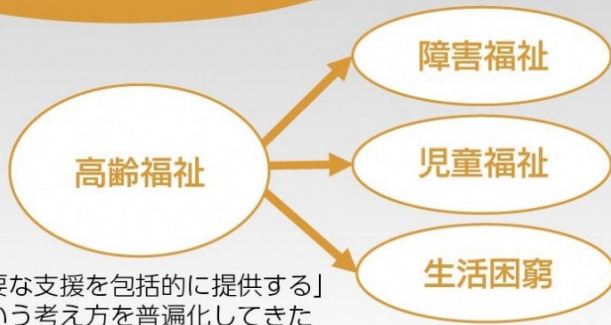 障害福祉
高齢福祉
児童福祉
生活困窮
な支援を包括的に提供する」
いう考え方を普遍化してきた